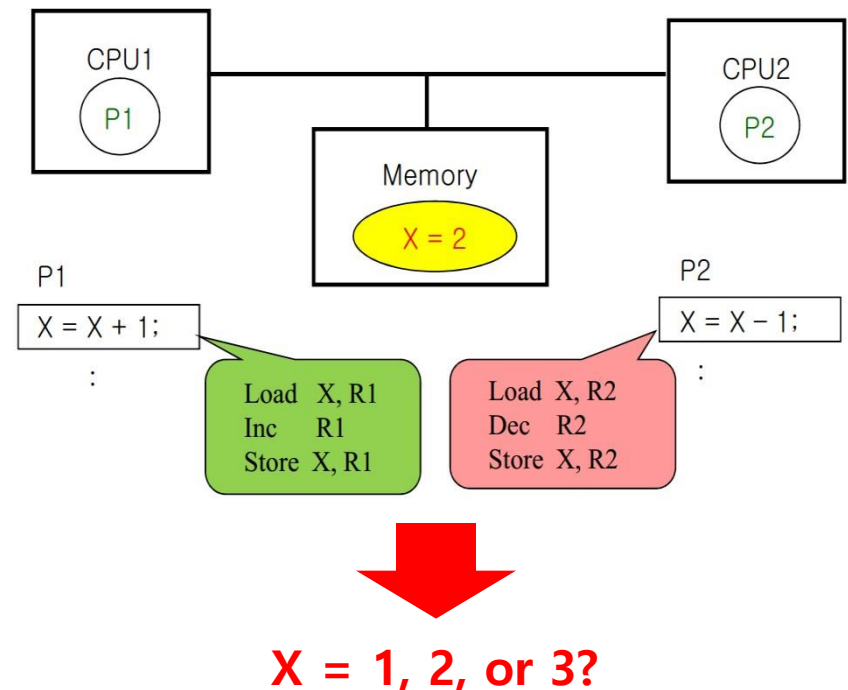 CPU1
P1
CPU2
P2
Memory
X = 2
P1
X = X + 1;
:
P2
X = X – 1;
:
Load X, R1
Inc R1
Store X, R1
Load X, R2
Dec R2
Store X, R2
X = 1, 2, or 3?